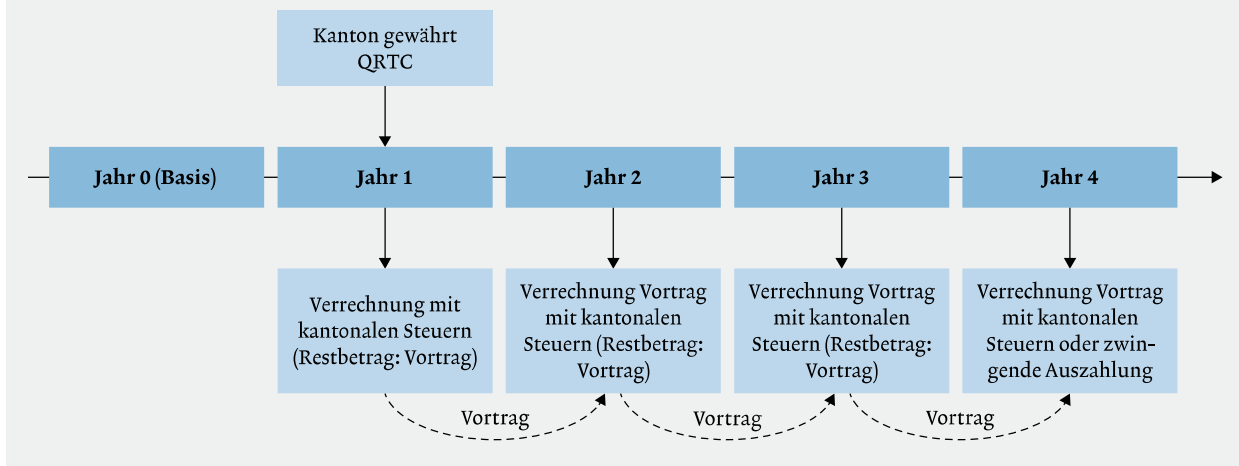 Kanton gewährt
QRTC
Jahr 0 (Basis)
Jahr 1
Jahr 2
Jahr 3
Jahr 4
Verrechnung mit
kantonalen Steuern
(Restbetrag: Vortrag)
Verrechnung Vortrag
mit kantonalen
Steuern (Restbetrag:
Vortrag)
Verrechnung Vortrag
mit kantonalen
Steuern (Restbetrag:
Vortrag)
Verrechnung Vortrag
mit kantonalen
Steuern oder zwin-
gende Auszahlung
Vortrag
Vortrag
Vortrag